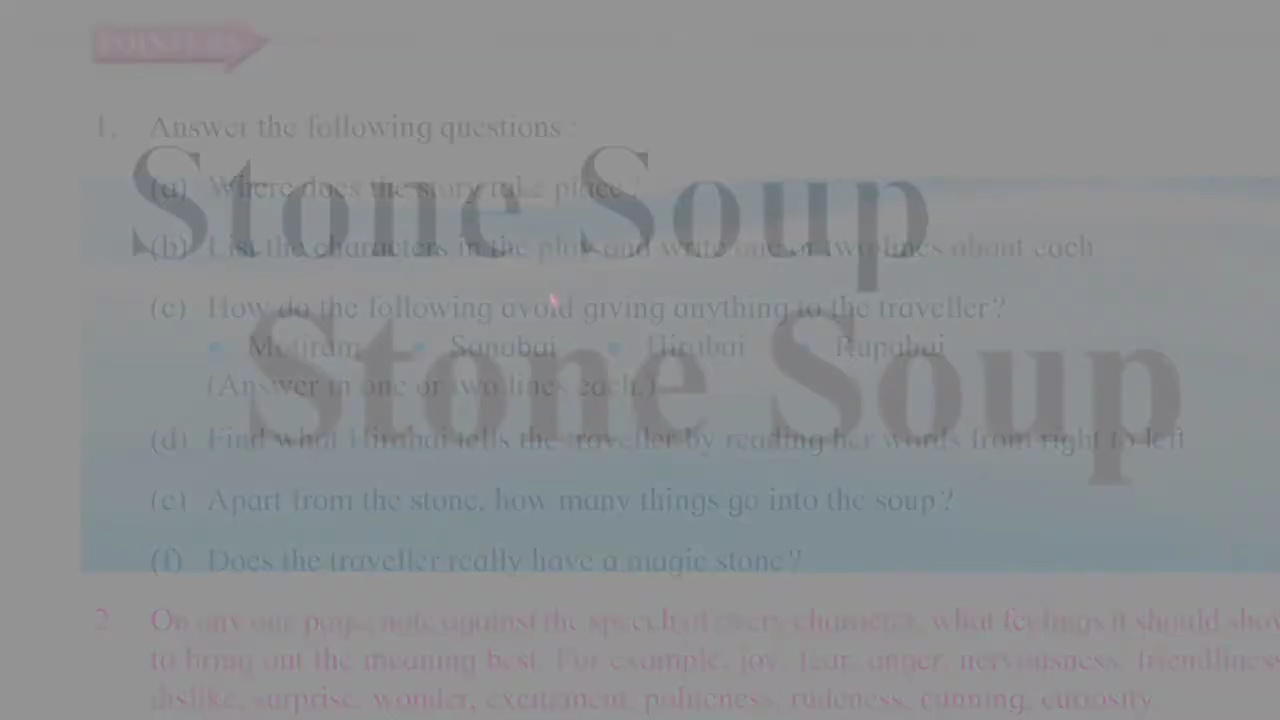 POINTERS
1. Answer the following questions :
Stone Soup
(a) Where does the story take place ?
(b) List the characters in the play and write one or two lines about each
(c) How do the following avoid giving anything to the traveller ?
• Motiram • Sonabai • Hirabai • Rupabai
Stone Soup
(Answer in one or two lines each.)
(d) Find what Hirabai tells the traveller by reading her words from right to left
(e) Apart from the stone, how many things go into the soup ?
(f) Does the traveller really have a magic stone ?
2. On any one page, note against the speech of every character, what feelings it should show
to bring out the meaning best. For example, joy, fear, anger, nervousness, friendliness,
dislike, surprise, wonder, excitement, politeness, rudeness, cunning, curiosity